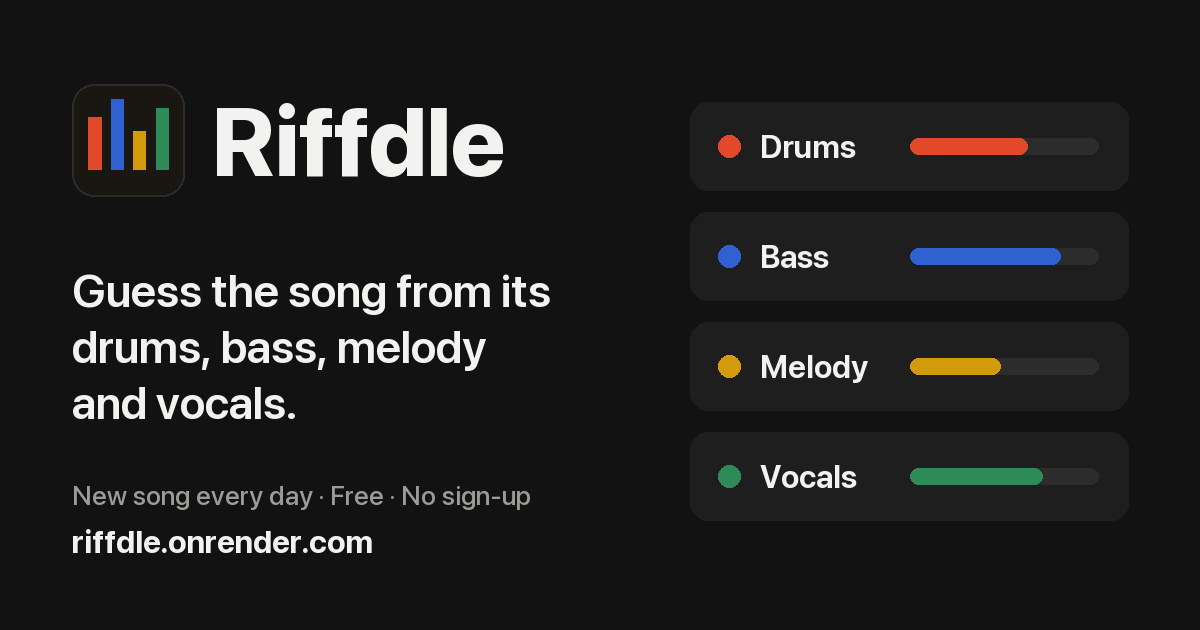 Riffdle
Guess the song from its
drums, bass, melody
and vocals.
New song every day · Free · No sign-up
riffdle.onrender.com
Drums
Bass
Melody
Vocals